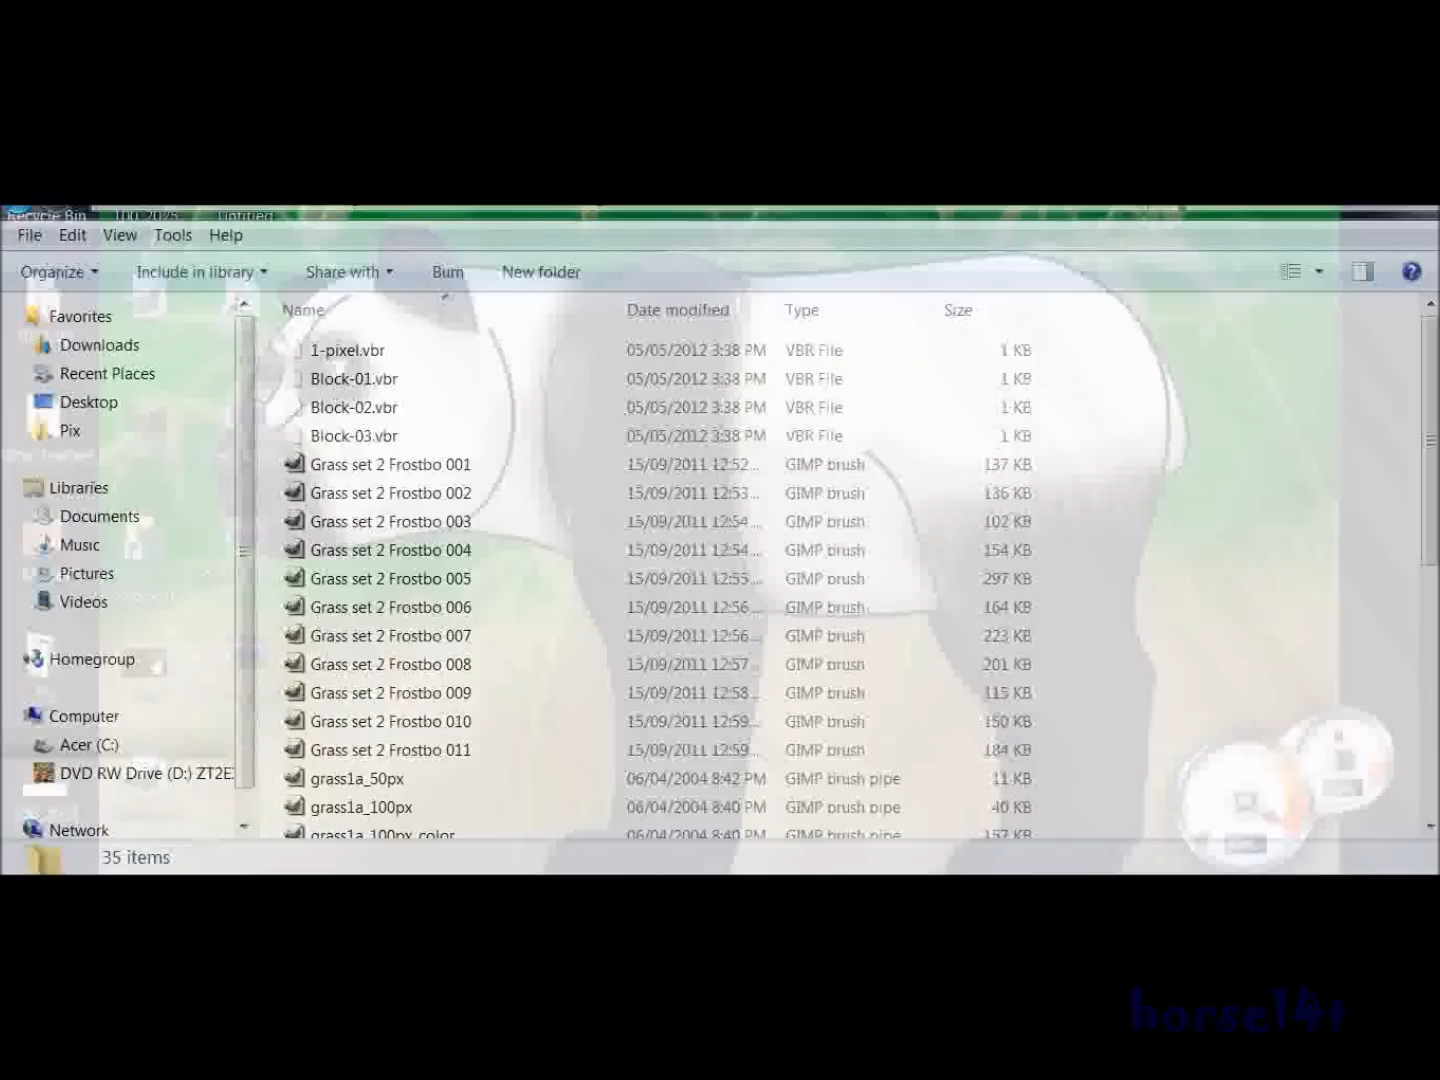 Recycle Bin 100_2025 Untitled
File Edit View Tools Help
Organize Include in library Share with Burn New folder
Name Date modified Type Size
Favorites
Downloads
Recent Places
Desktop
Pix
Libraries
Documents
Music
Pictures
Videos
Homegroup
Computer
Acer (C:)
DVD RW Drive (D:) ZT2E
Network
1-pixel.vbr 05/05/2012 3:38 PM VBR File 1 KB
Block-01.vbr 05/05/2012 3:38 PM VBR File 1 KB
Block-02.vbr 05/05/2012 3:38 PM VBR File 1 KB
Block-03.vbr 05/05/2012 3:38 PM VBR File 1 KB
Grass set 2 Frostbo 001 15/09/2011 12:52... GIMP brush 137 KB
Grass set 2 Frostbo 002 15/09/2011 12:53... GIMP brush 136 KB
Grass set 2 Frostbo 003 15/09/2011 12:54... GIMP brush 102 KB
Grass set 2 Frostbo 004 15/09/2011 12:54... GIMP brush 154 KB
Grass set 2 Frostbo 005 15/09/2011 12:55... GIMP brush 297 KB
Grass set 2 Frostbo 006 15/09/2011 12:56... GIMP brush 164 KB
Grass set 2 Frostbo 007 15/09/2011 12:56... GIMP brush 223 KB
Grass set 2 Frostbo 008 15/09/2011 12:57... GIMP brush 201 KB
Grass set 2 Frostbo 009 15/09/2011 12:58... GIMP brush 115 KB
Grass set 2 Frostbo 010 15/09/2011 12:59... GIMP brush 150 KB
Grass set 2 Frostbo 011 15/09/2011 12:59... GIMP brush 184 KB
grass1a_50px 06/04/2004 8:42 PM GIMP brush pipe 11 KB
grass1a_100px 06/04/2004 8:40 PM GIMP brush pipe 40 KB
grass1a_100px_color 06/04/2004 8:40 PM GIMP brush pipe 157 KB
35 items
horse14t